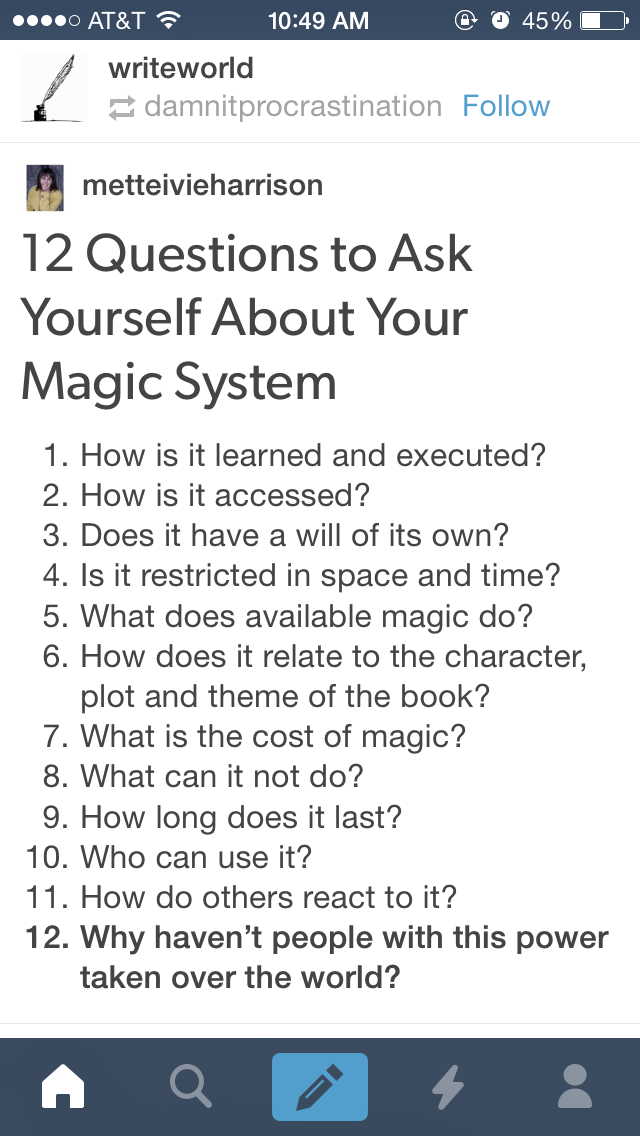 AT&T 10:49 AM 45%
writeworld
damnitprocrastination Follow
metteivieharrison
12 Questions to Ask
Yourself About Your
Magic System
1. How is it learned and executed?
2. How is it accessed?
3. Does it have a will of its own?
4. Is it restricted in space and time?
5. What does available magic do?
6. How does it relate to the character,
plot and theme of the book?
7. What is the cost of magic?
8. What can it not do?
9. How long does it last?
10. Who can use it?
11. How do others react to it?
12. Why haven’t people with this power
taken over the world?